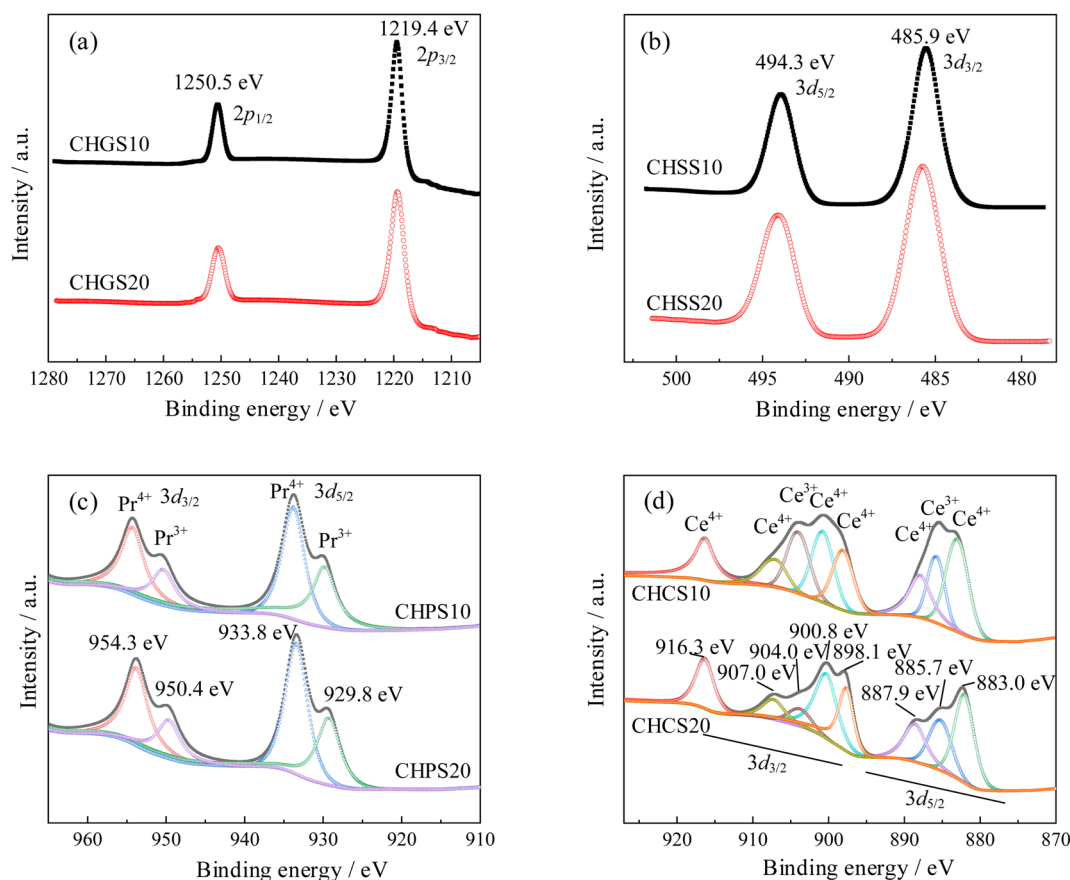 (a)
1219.4 eV
2p3/2
1250.5 eV
2p1/2
CHGS10
CHGS20
Intensity / a.u.
1280 1270 1260 1250 1240 1230 1220 1210
Binding energy / eV
(b)
485.9 eV
3d3/2
494.3 eV
3d5/2
CHSS10
CHSS20
Intensity / a.u.
500 495 490 485 480
Binding energy / eV
(c)
Pr4+ 3d3/2
Pr3+
Pr4+ 3d5/2
Pr3+
CHPS10
954.3 eV
950.4 eV
933.8 eV
929.8 eV
CHPS20
Intensity / a.u.
960 950 940 930 920 910
Binding energy / eV
(d)
Ce4+
Ce4+
Ce3+
Ce4+
Ce4+
Ce4+
Ce3+
Ce4+
CHCS10
916.3 eV
907.0 eV
904.0 eV
900.8 eV
898.1 eV
887.9 eV
885.7 eV
883.0 eV
CHCS20
3d3/2
3d5/2
Intensity / a.u.
920 910 900 890 880 870
Binding energy / eV